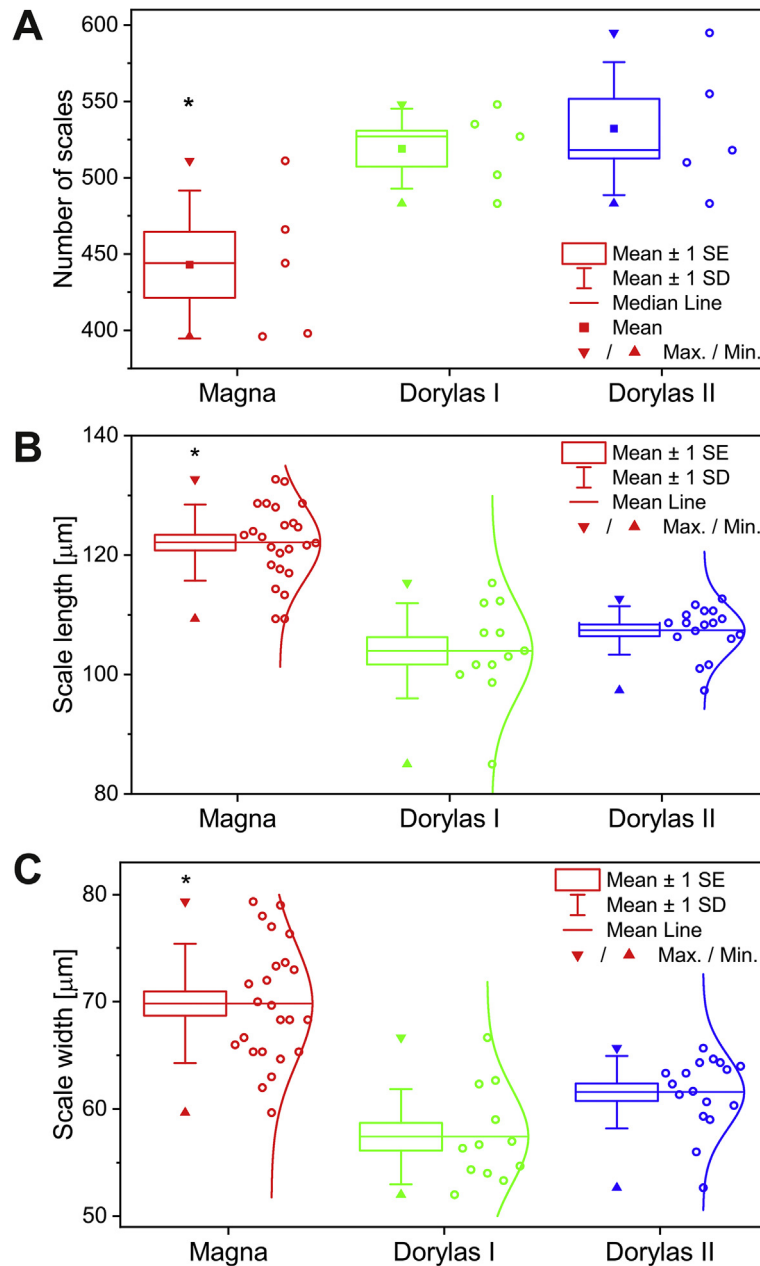 A
600
550
500
450
400
Number of scales
*
Mean ± 1 SE
Mean ± 1 SD
Median Line
Mean
/ Max. / Min.
Magna Dorylas I Dorylas II
B
140
120
100
80
Scale length [µm]
*
Mean ± 1 SE
Mean ± 1 SD
Mean Line
/ Max. / Min.
Magna Dorylas I Dorylas II
C
80
70
60
50
Scale width [µm]
*
Mean ± 1 SE
Mean ± 1 SD
Mean Line
/ Max. / Min.
Magna Dorylas I Dorylas II